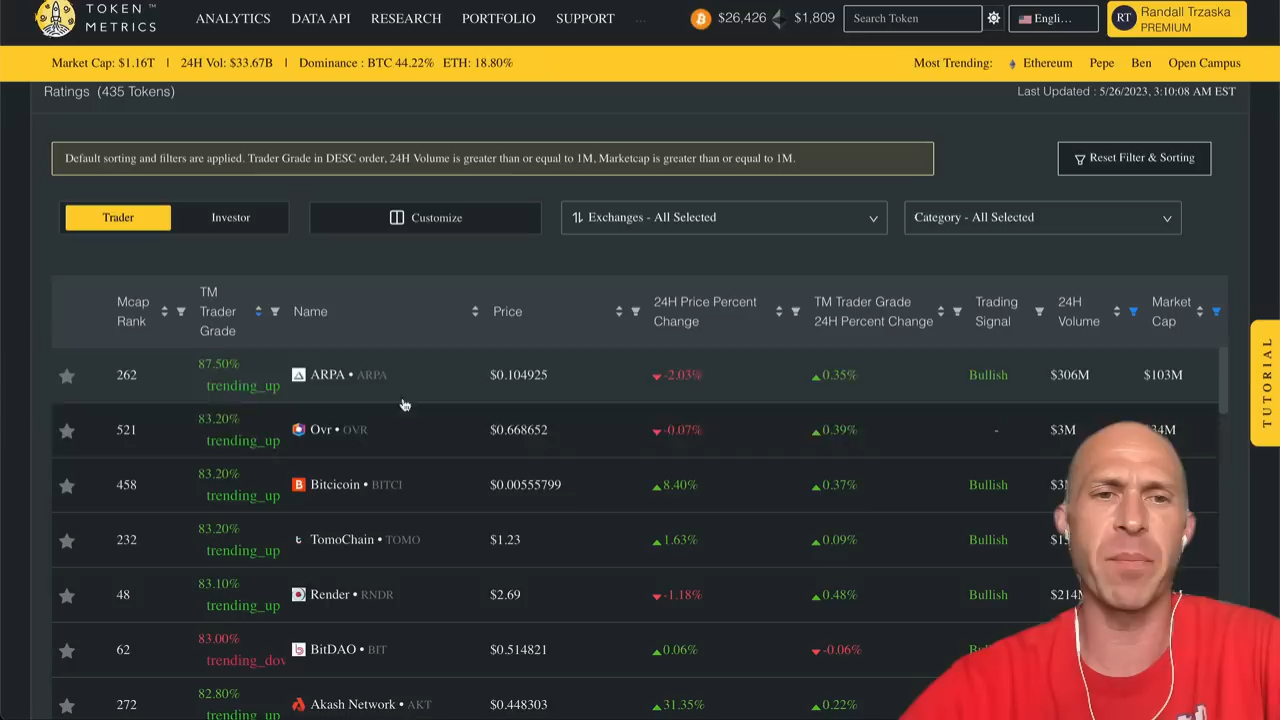 TOKEN ™
METRICS
ANALYTICS DATA API RESEARCH PORTFOLIO SUPPORT ... $26,426 $1,809 Search Token Engli... RT Randall Trzaska
PREMIUM
Market Cap: $1.16T | 24H Vol: $33.67B | Dominance : BTC 44.22% ETH: 18.80% Most Trending: Ethereum Pepe Ben Open Campus
Ratings (435 Tokens) Last Updated : 5/26/2023, 3:10:08 AM EST
Default sorting and filters are applied. Trader Grade in DESC order, 24H Volume is greater than or equal to 1M, Marketcap is greater than or equal to 1M. Reset Filter & Sorting
Trader Investor Customize Exchanges - All Selected Category - All Selected
Mcap Rank TM Trader Grade Name Price 24H Price Percent Change TM Trader Grade 24H Percent Change Trading Signal 24H Volume Market Cap
262 87.50% trending_up ARPA • ARPA $0.104925 -2.03% 0.35% Bullish $306M $103M
521 83.20% trending_up Ovr • OVR $0.668652 -0.07% 0.39% - $3M
458 83.20% trending_up Bitcicoin • BITCI $0.00555799 8.40% 0.37% Bullish
232 83.20% trending_up TomoChain • TOMO $1.23 1.63% 0.09% Bullish
48 83.10% trending_up Render • RNDR $2.69 -1.18% 0.48% Bullish $214M
62 83.00% trending_dov BitDAO • BIT $0.514821 0.06% -0.06%
272 82.80% trending_up Akash Network • AKT $0.448303 31.35% 0.22%
TUTORIAL